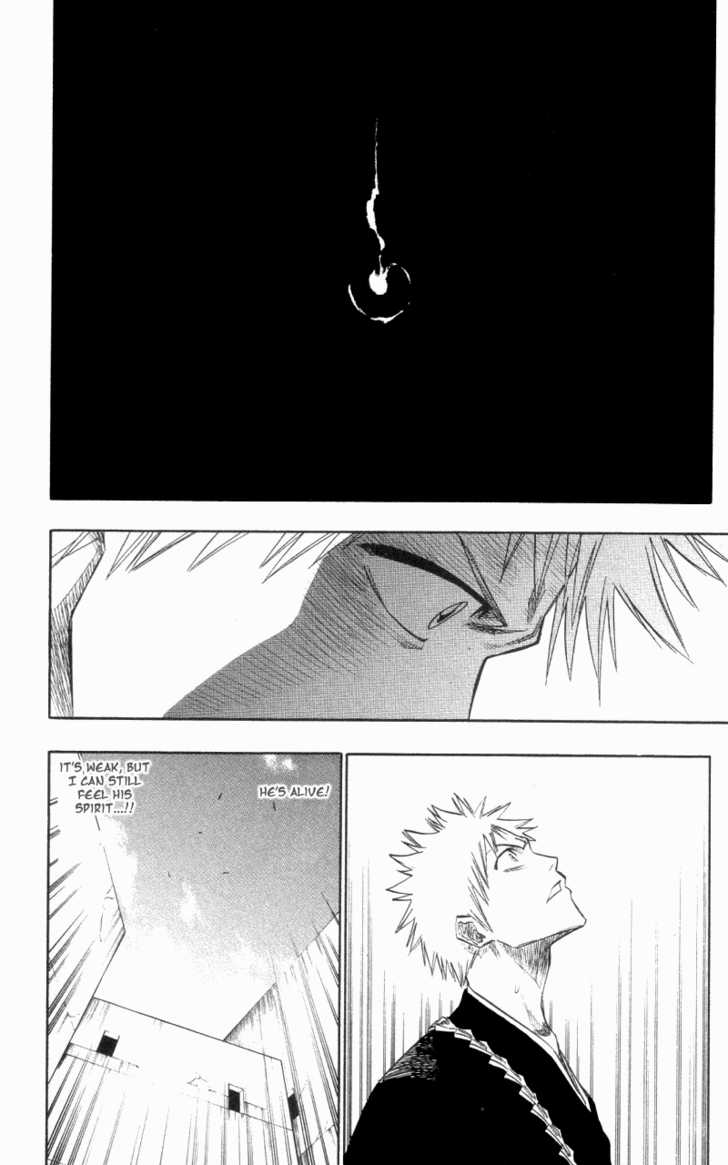 HE'S ALIVE!
IT'S WEAK, BUT
I CAN STILL
FEEL HIS
SPIRIT...!!